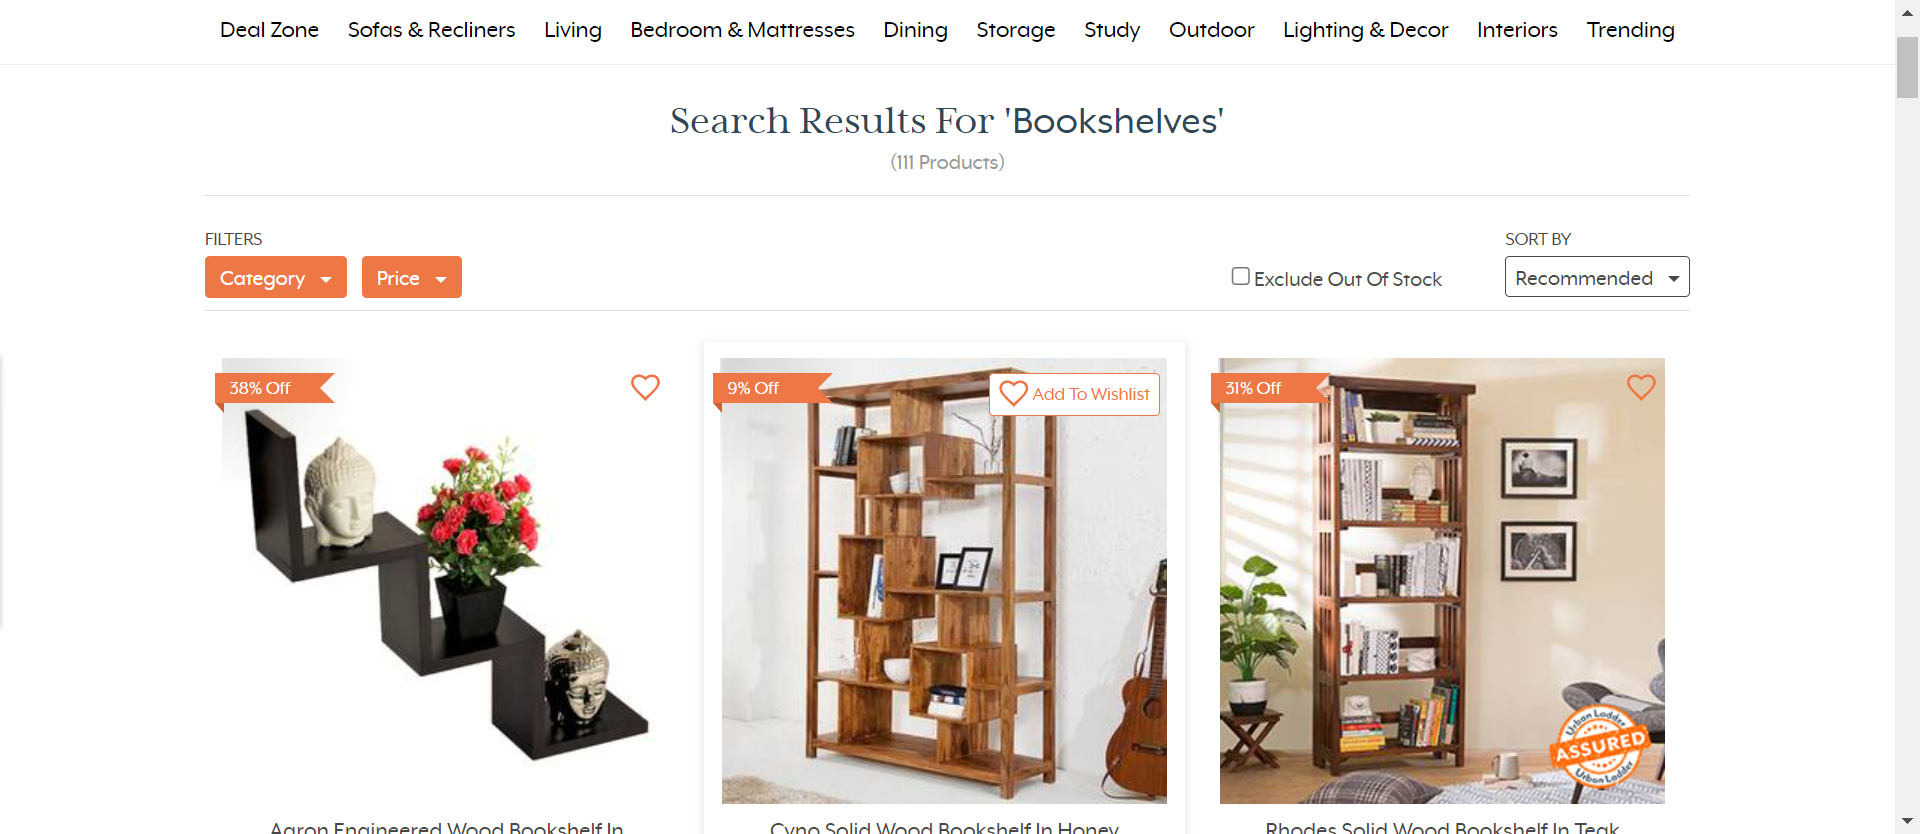 Deal Zone Sofas & Recliners Living Bedroom & Mattresses Dining Storage Study Outdoor Lighting & Decor Interiors Trending
Search Results For 'Bookshelves'
(111 Products)
FILTERS
SORT BY
Category
Price
Exclude Out Of Stock
Recommended
38% Off
9% Off
Add To Wishlist
31% Off
Urban Ladder
ASSURED
Urban Ladder
Aaron Engineered Wood Bookshelf In
Cyno Solid Wood Bookshelf In Honey
Rhodes Solid Wood Bookshelf In Teak